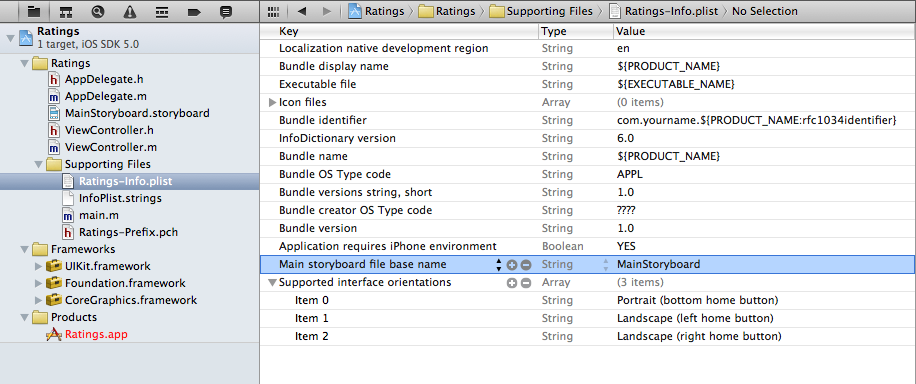 Ratings
Ratings
Supporting Files
Ratings-Info.plist
No Selection
Ratings
1 target, iOS SDK 5.0
Ratings
AppDelegate.h
AppDelegate.m
MainStoryboard.storyboard
ViewController.h
ViewController.m
Supporting Files
Ratings-Info.plist
InfoPlist.strings
main.m
Ratings-Prefix.pch
Frameworks
UIKit.framework
Foundation.framework
CoreGraphics.framework
Products
Ratings.app
Key Type Value
Localization native development region String en
Bundle display name String ${PRODUCT_NAME}
Executable file String ${EXECUTABLE_NAME}
Icon files Array (0 items)
Bundle identifier String com.yourname.${PRODUCT_NAME:rfc1034identifier}
InfoDictionary version String 6.0
Bundle name String ${PRODUCT_NAME}
Bundle OS Type code String APPL
Bundle versions string, short String 1.0
Bundle creator OS Type code String ????
Bundle version String 1.0
Application requires iPhone environment Boolean YES
Main storyboard file base name String MainStoryboard
Supported interface orientations Array (3 items)
Item 0 String Portrait (bottom home button)
Item 1 String Landscape (left home button)
Item 2 String Landscape (right home button)